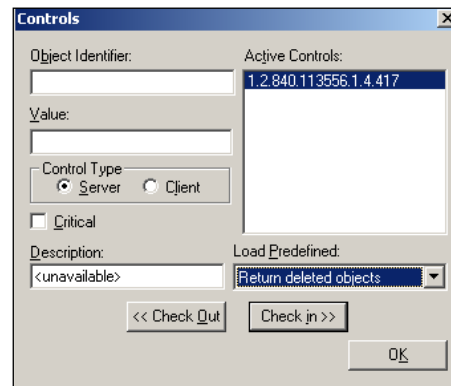 Controls
Object Identifier:
Active Controls:
1.2.840.113556.1.4.417
Value:
Control Type
Server
Client
Critical
Description:
Load Predefined:
<unavailable>
Return deleted objects
<< Check Out
Check in >>
OK